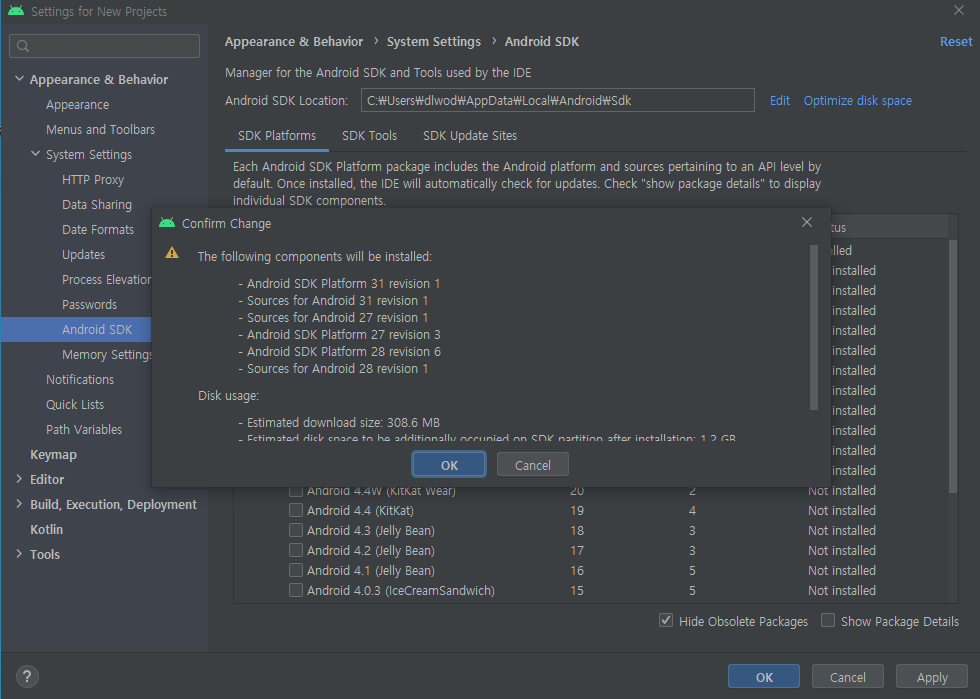 Settings for New Projects
Appearance & Behavior › System Settings › Android SDK
Reset
Manager for the Android SDK and Tools used by the IDE
Android SDK Location: C:₩Users₩dlwod₩AppData₩Local₩Android₩Sdk Edit Optimize disk space
SDK Platforms SDK Tools SDK Update Sites
Each Android SDK Platform package includes the Android platform and sources pertaining to an API level by
default. Once installed, the IDE will automatically check for updates. Check "show package details" to display
individual SDK components.
Appearance & Behavior
Appearance
Menus and Toolbars
System Settings
HTTP Proxy
Data Sharing
Date Formats
Updates
Process Elevation
Passwords
Android SDK
Memory Settings
Notifications
Quick Lists
Path Variables
Keymap
Editor
Build, Execution, Deployment
Kotlin
Tools
Confirm Change
The following components will be installed:
- Android SDK Platform 31 revision 1
- Sources for Android 31 revision 1
- Sources for Android 27 revision 1
- Android SDK Platform 27 revision 3
- Android SDK Platform 28 revision 6
- Sources for Android 28 revision 1
Disk usage:
- Estimated download size: 308.6 MB
- Estimated disk space to be additionally occupied on SDK partition after installation: 1.2 GB
OK Cancel
tus
lled
installed
installed
installed
installed
installed
installed
installed
installed
installed
installed
installed
Android 4.4W (KitKat Wear) 20 2 Not installed
Android 4.4 (KitKat) 19 4 Not installed
Android 4.3 (Jelly Bean) 18 3 Not installed
Android 4.2 (Jelly Bean) 17 3 Not installed
Android 4.1 (Jelly Bean) 16 5 Not installed
Android 4.0.3 (IceCreamSandwich) 15 5 Not installed
Hide Obsolete Packages Show Package Details
? OK Cancel Apply